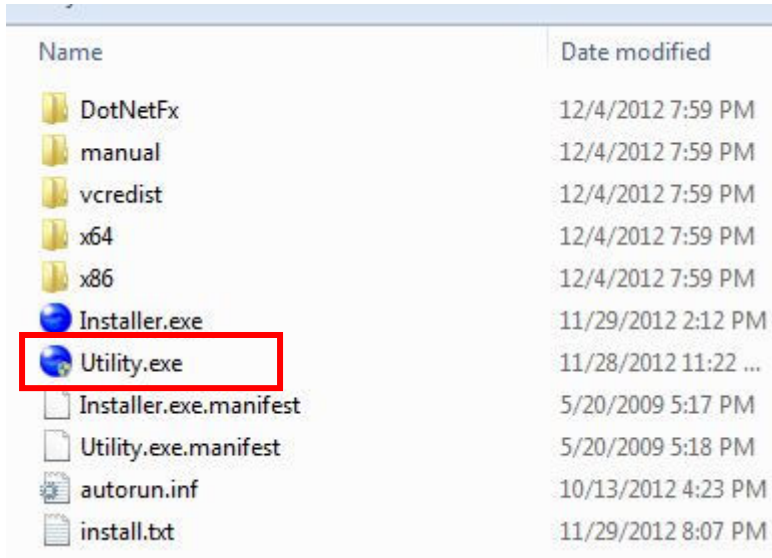 Name Date modified
DotNetFx 12/4/2012 7:59 PM
manual 12/4/2012 7:59 PM
vcredist 12/4/2012 7:59 PM
x64 12/4/2012 7:59 PM
x86 12/4/2012 7:59 PM
Installer.exe 11/29/2012 2:12 PM
Utility.exe 11/28/2012 11:22 ...
Installer.exe.manifest 5/20/2009 5:17 PM
Utility.exe.manifest 5/20/2009 5:18 PM
autorun.inf 10/13/2012 4:23 PM
install.txt 11/29/2012 8:07 PM